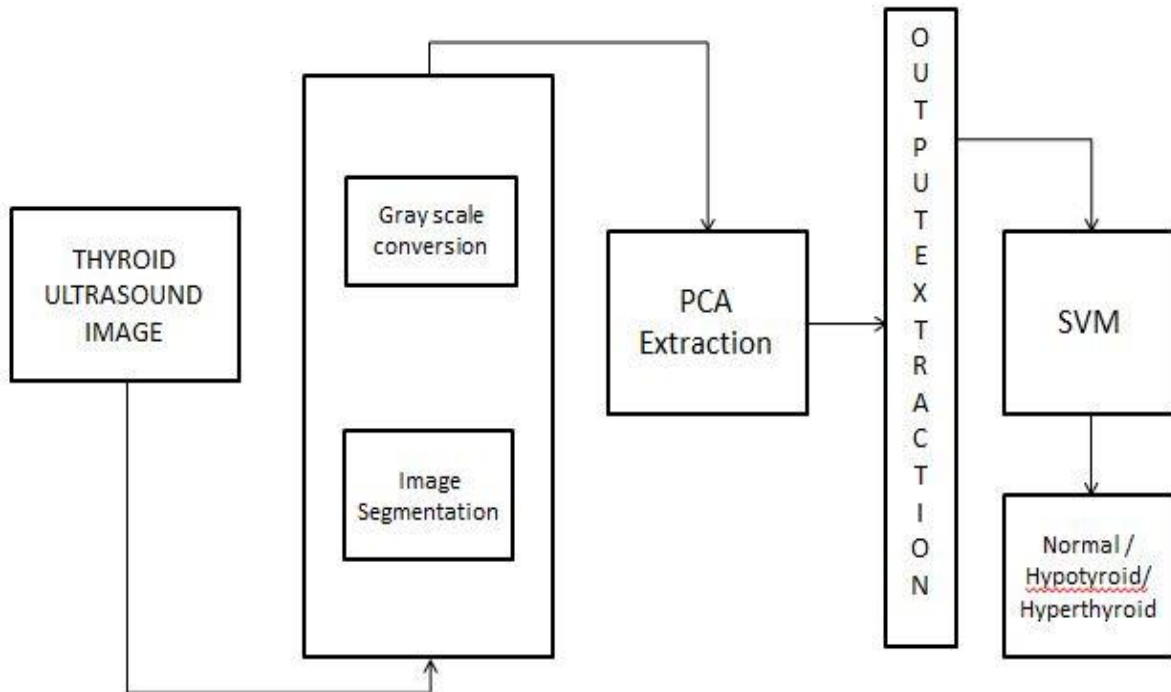 THYROID
ULTRASOUND
IMAGE
Gray scale
conversion
Image
Segmentation
PCA
Extraction
O
U
T
P
U
T
E
X
T
R
A
C
T
I
O
N
SVM
Normal /
Hypotyroid/
Hyperthyroid